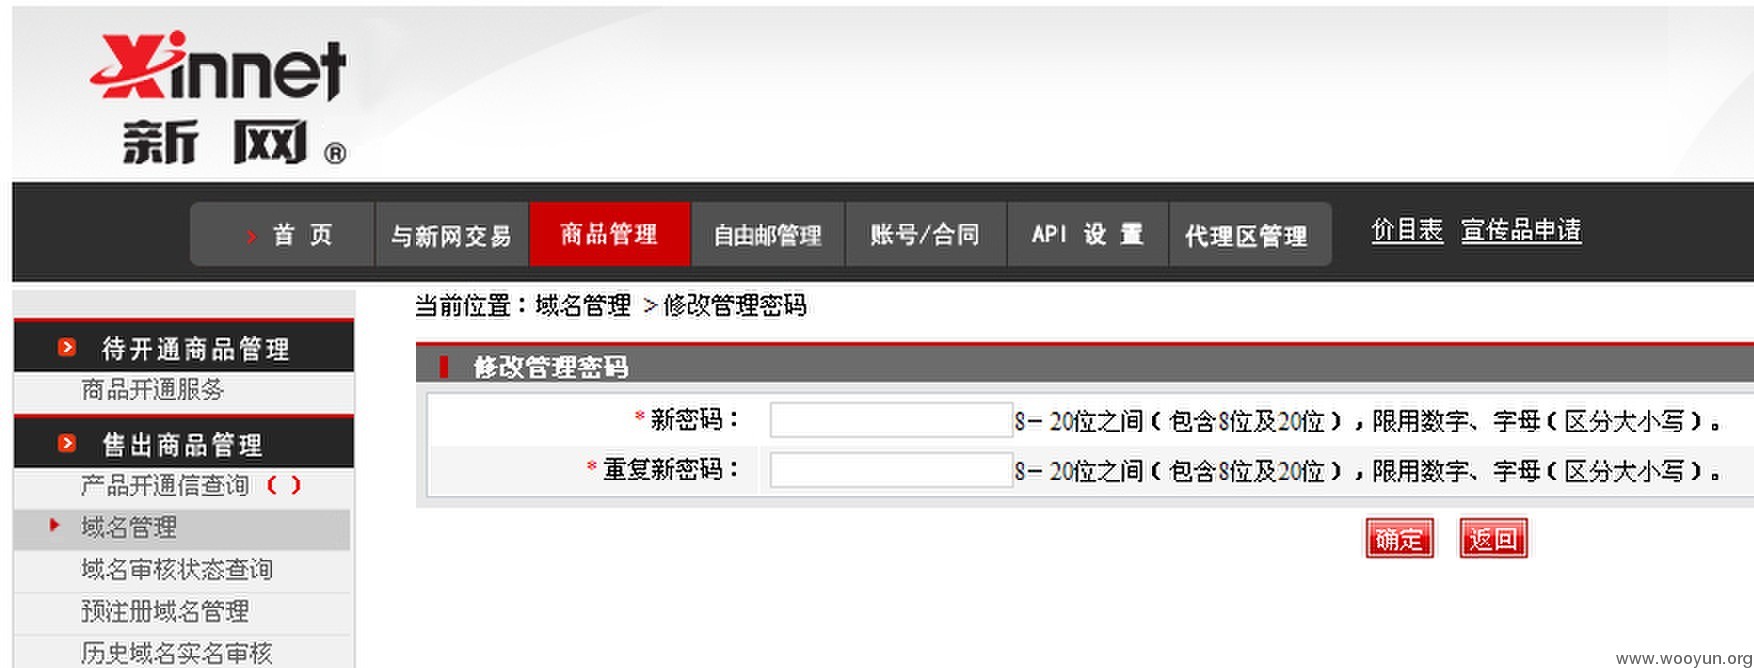 Xinnet
新网®
首 页 与新网交易 商品管理 自由邮管理 账号/合同 API 设 置 代理区管理 价目表 宣传品申请
当前位置：域名管理 >修改管理密码
待开通商品管理
商品开通服务
售出商品管理
产品开通信查询 ( )
域名管理
域名审核状态查询
预注册域名管理
历史域名实名审核
修改管理密码
* 新密码： 8- 20位之间（包含8位及20位），限用数字、字母（区分大小写）。
* 重复新密码： 8- 20位之间（包含8位及20位），限用数字、字母（区分大小写）。
确定 返回
www.wooyun.org